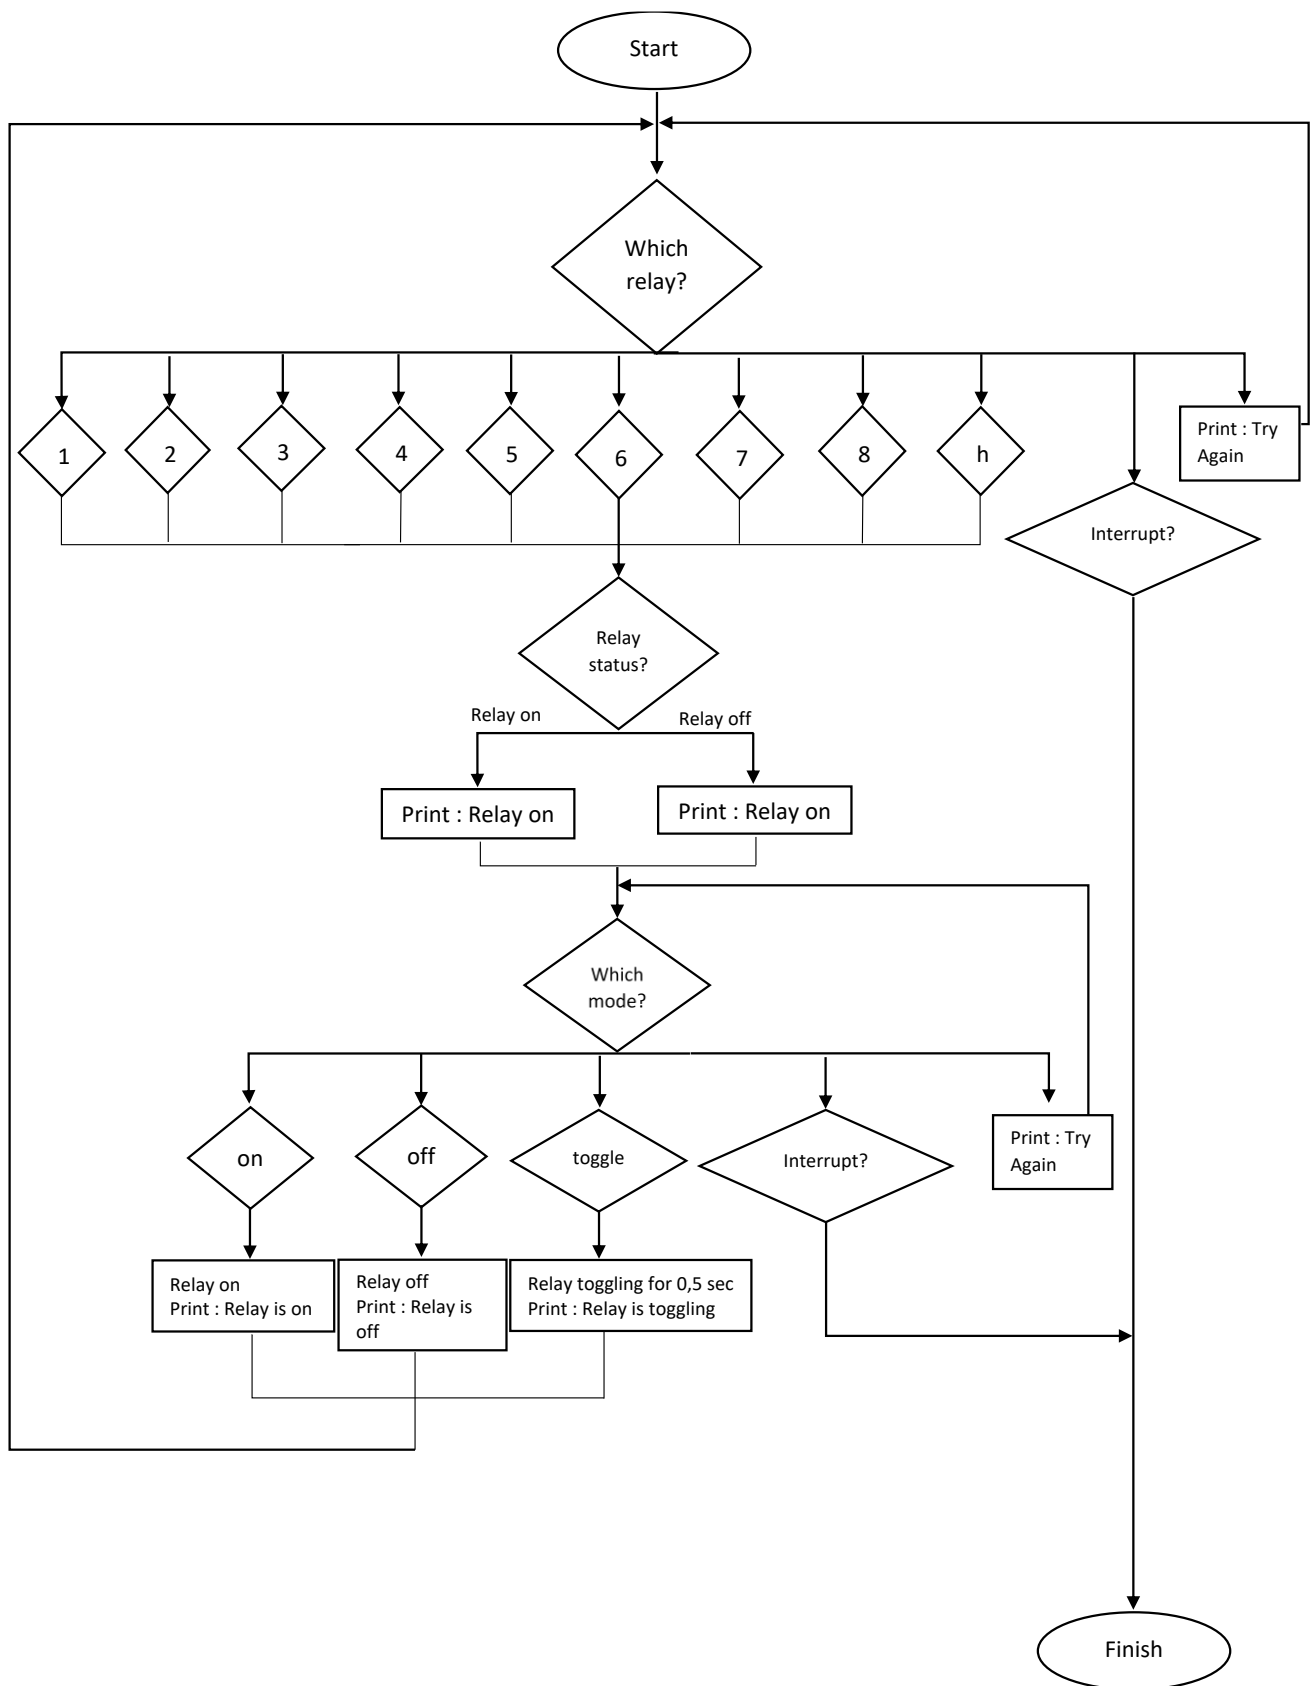 Start
Which
relay?
1
2
3
4
5
6
7
8
h
Print : Try
Again
Interrupt?
Relay
status?
Relay on
Relay off
Print : Relay on
Print : Relay on
Which
mode?
on
off
toggle
Interrupt?
Print : Try
Again
Relay on
Print : Relay is on
Relay off
Print : Relay is
off
Relay toggling for 0,5 sec
Print : Relay is toggling
Finish